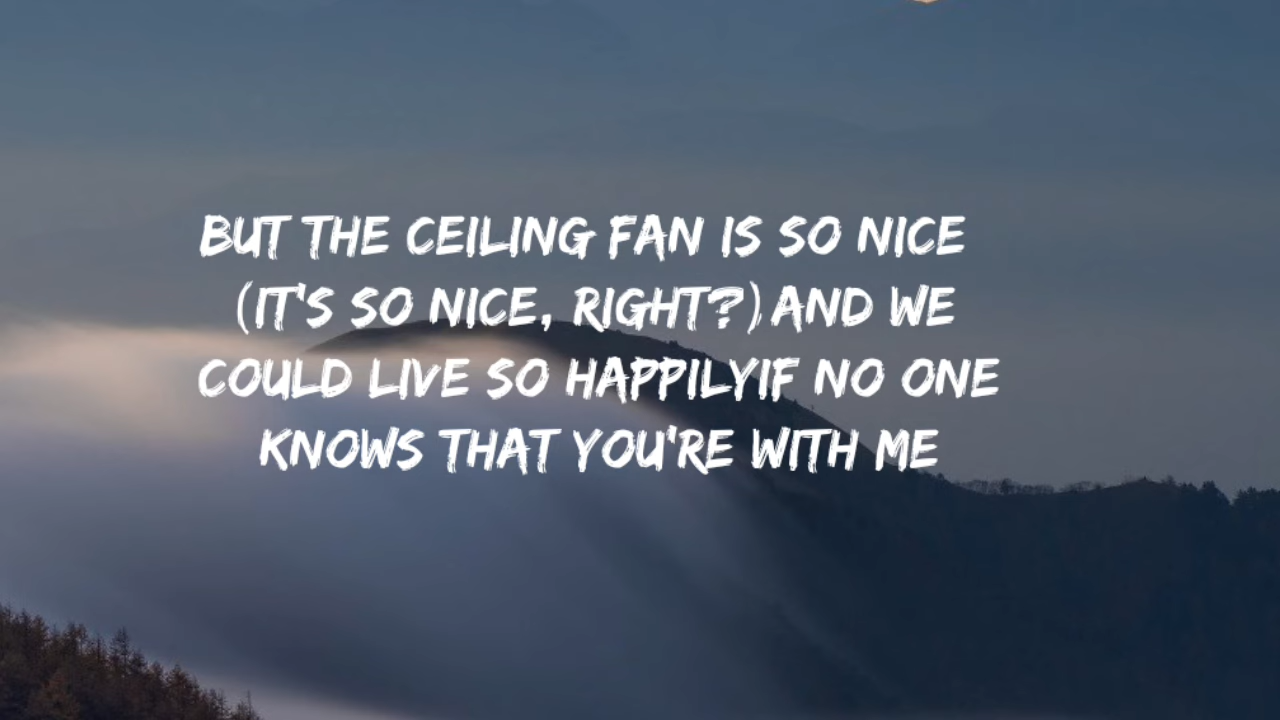 BUT THE CEILING FAN IS SO NICE
(IT'S SO NICE, RIGHT?) AND WE
COULD LIVE SO HAPPILYIF NO ONE
KNOWS THAT YOU'RE WITH ME